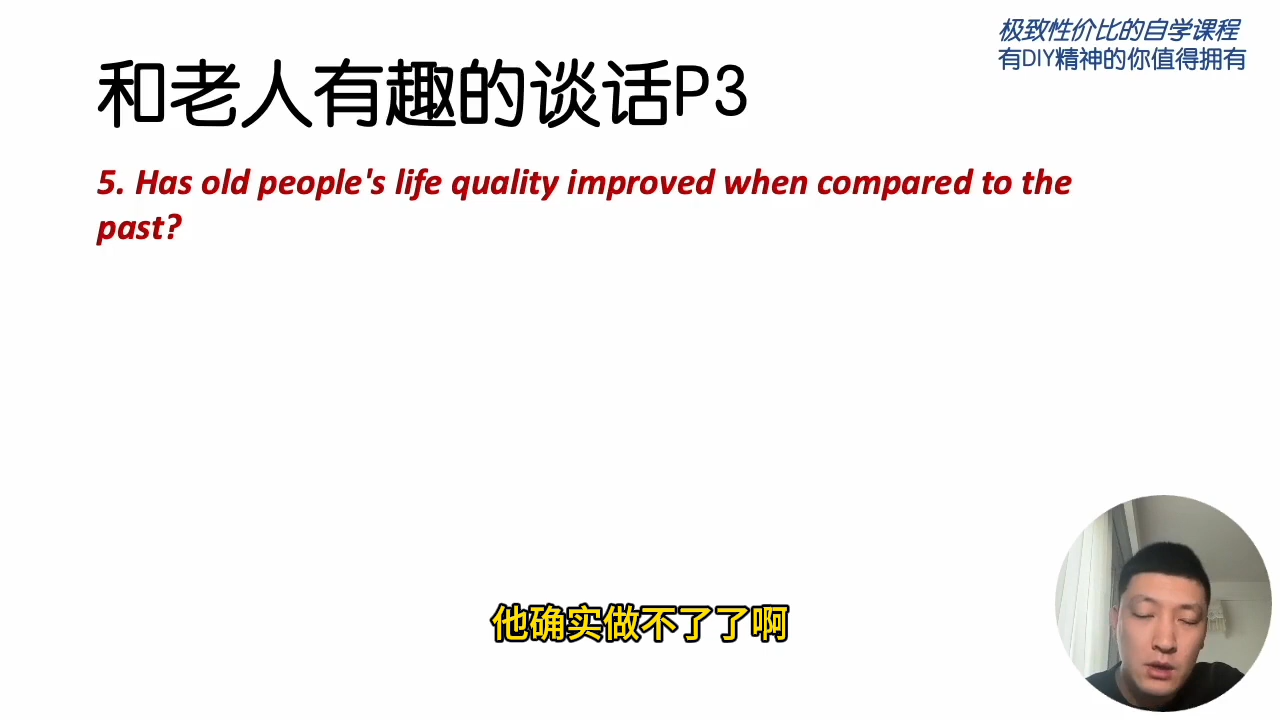 极致性价比的自学课程
有DIY精神的你值得拥有
和老人有趣的谈话P3
5. Has old people's life quality improved when compared to the
past?
他确实做不了了啊